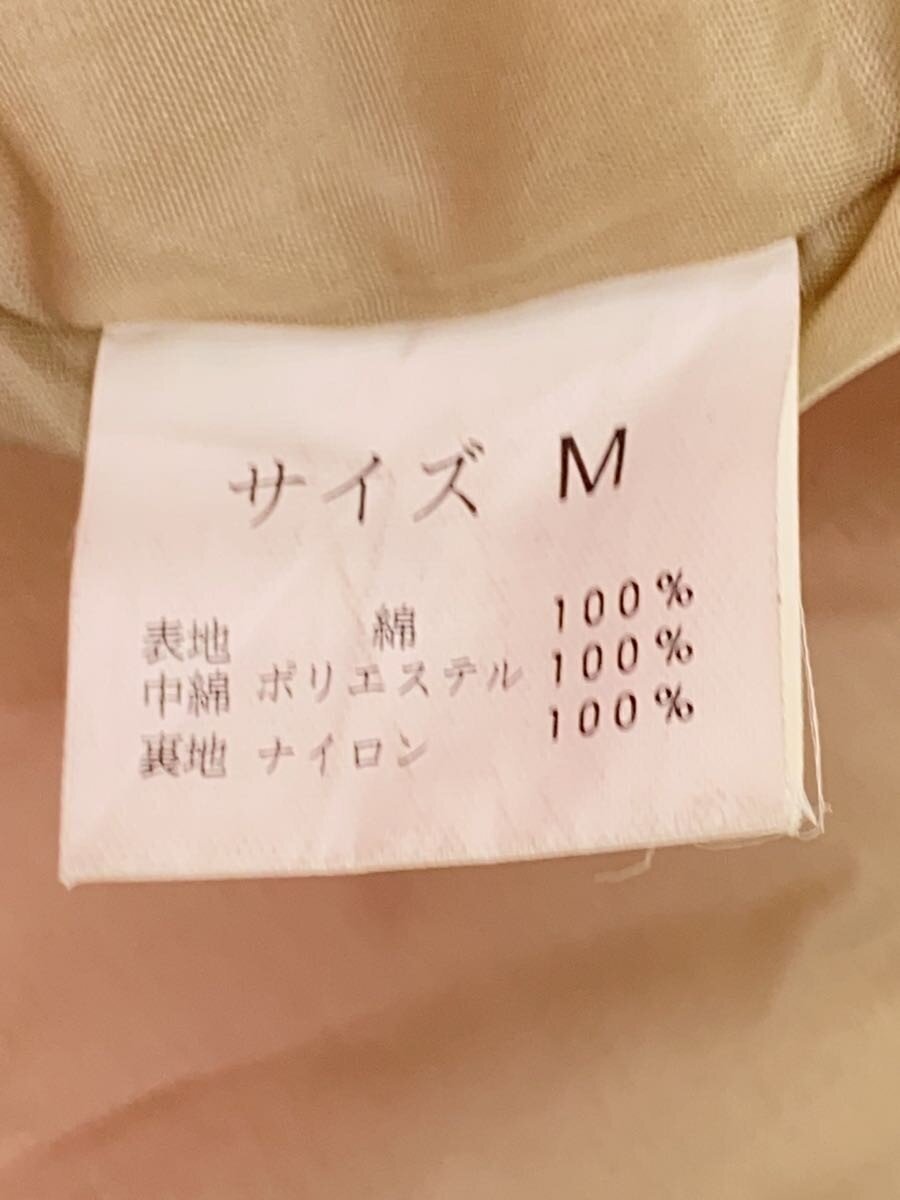 サイズ M
表地 綿 100%
中綿 ポリエステル 100%
裏地 ナイロン 100%